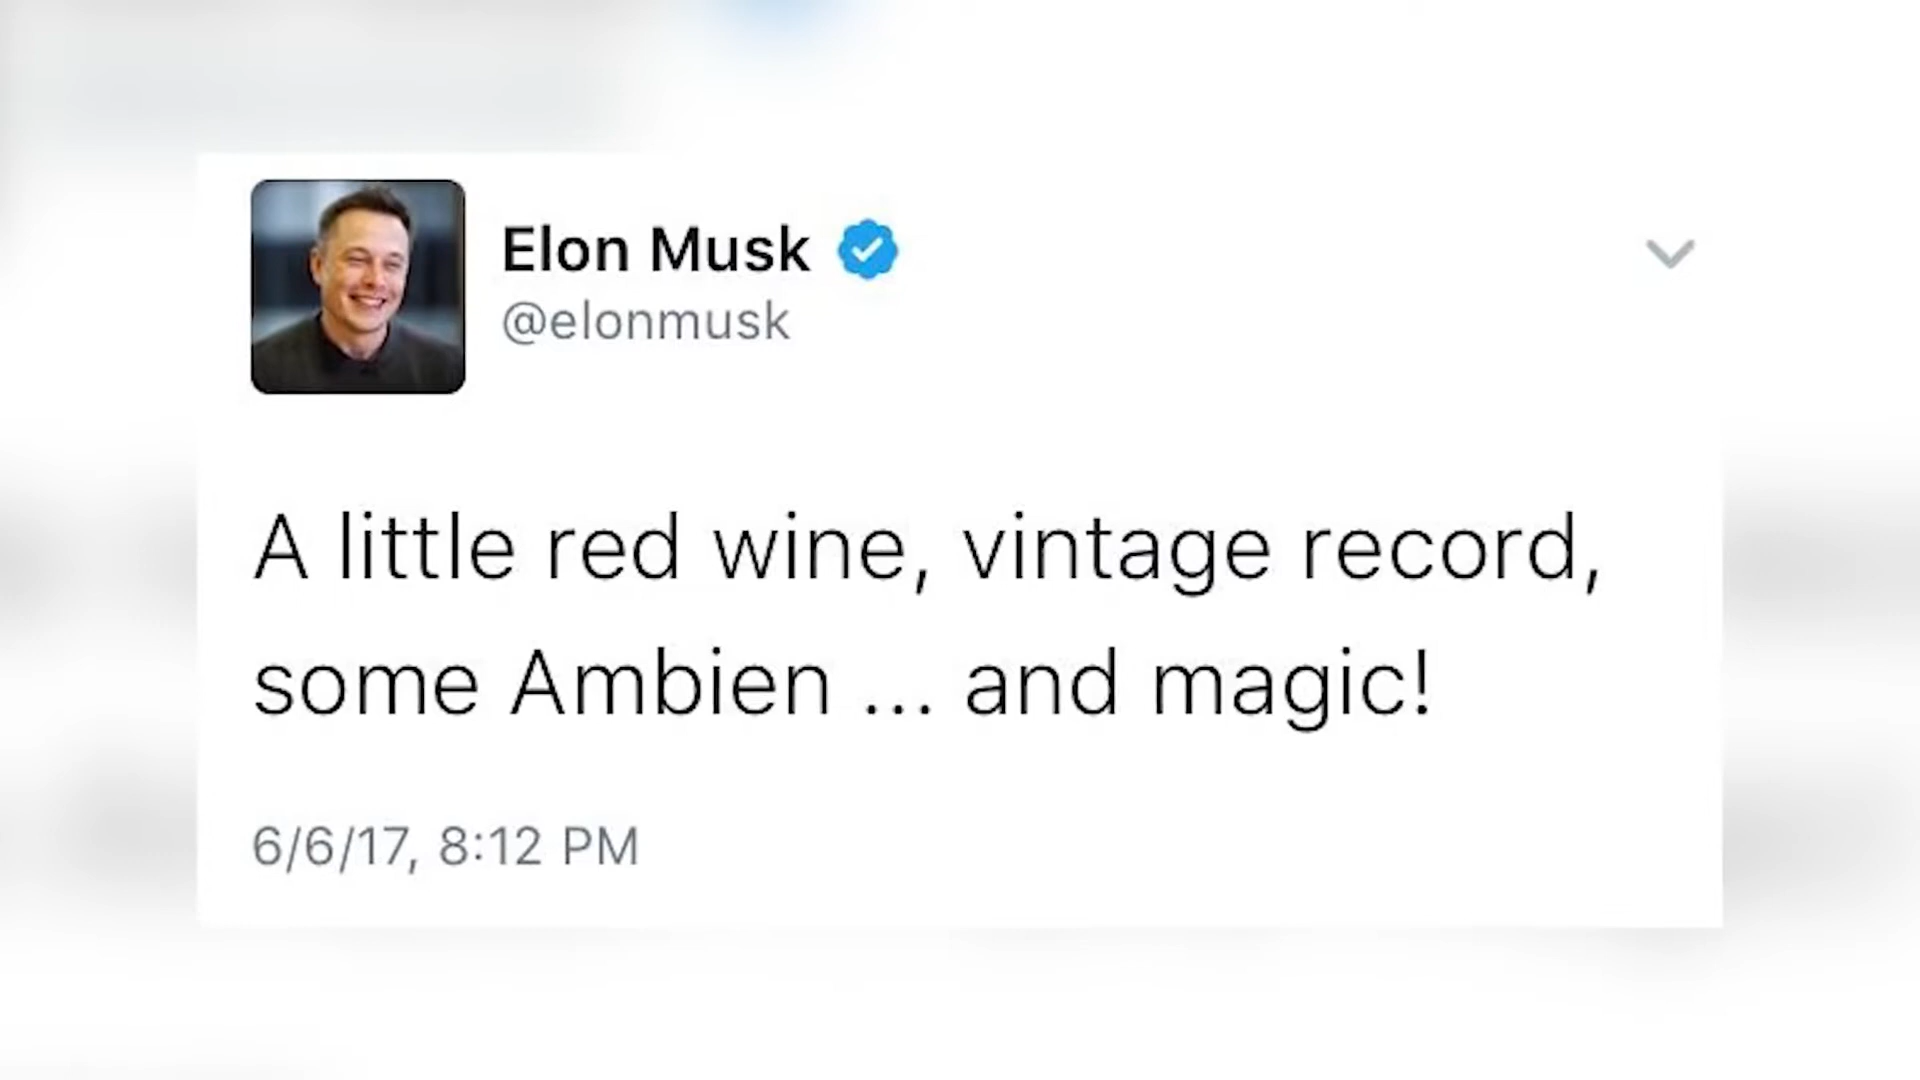 Elon Musk
@elonmusk
A little red wine, vintage record,
some Ambien ... and magic!
6/6/17, 8:12 PM